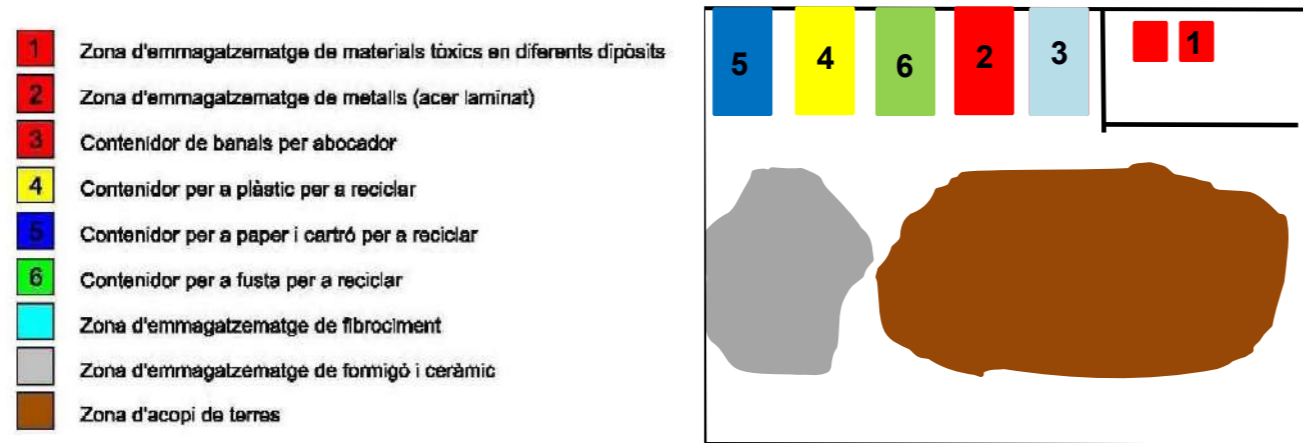 1 Zona d'emmagatzematge de materials tòxics en diferents dipòsits
2 Zona d'emmagatzematge de metalls (acer laminat)
3 Contenidor de banals per abocador
4 Contenidor per a plàstic per a reciclar
5 Contenidor per a paper i cartró per a reciclar
6 Contenidor per a fusta per a reciclar
Zona d'emmagatzematge de fibrociment
Zona d'emmagatzematge de formigó i ceràmic
Zona d'acopi de terres
5 4 6 2 3 1